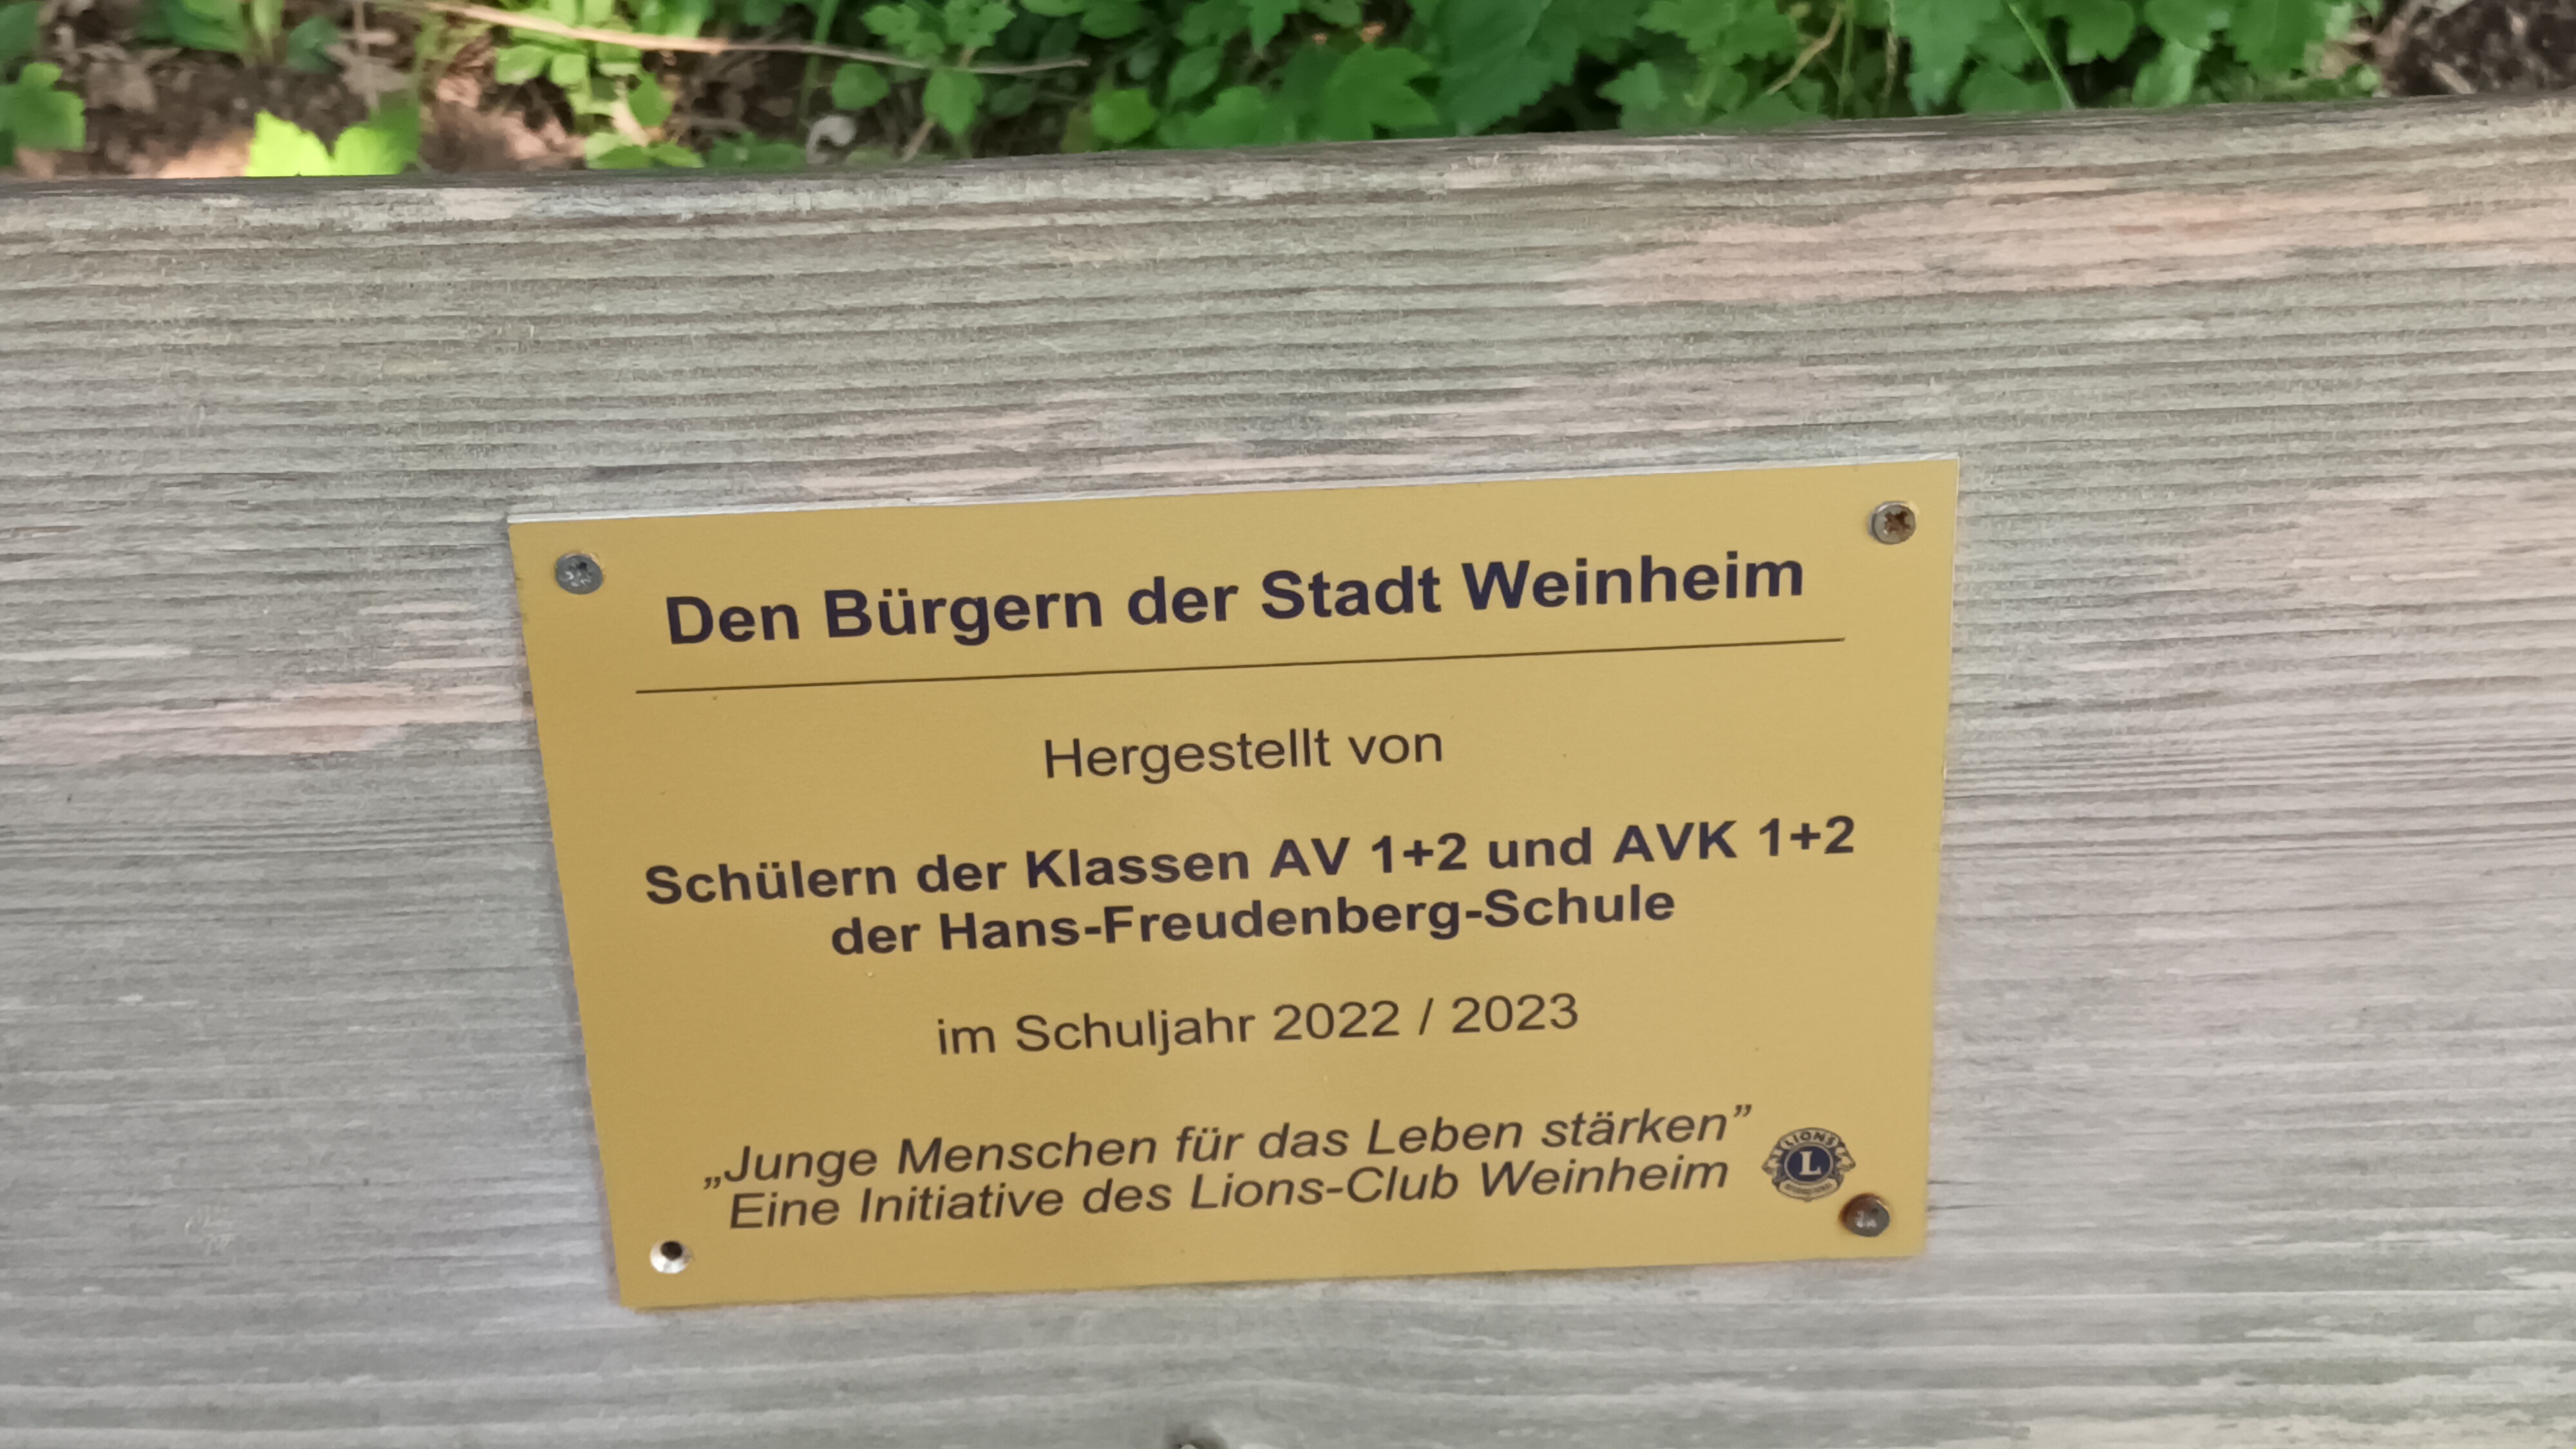 Den Bürgern der Stadt Weinheim
Hergestellt von
Schülern der Klassen AV 1+2 und AVK 1+2
der Hans-Freudenberg-Schule
im Schuljahr 2022 / 2023
„Junge Menschen für das Leben stärken”
Eine Initiative des Lions-Club Weinheim
LIONS
L